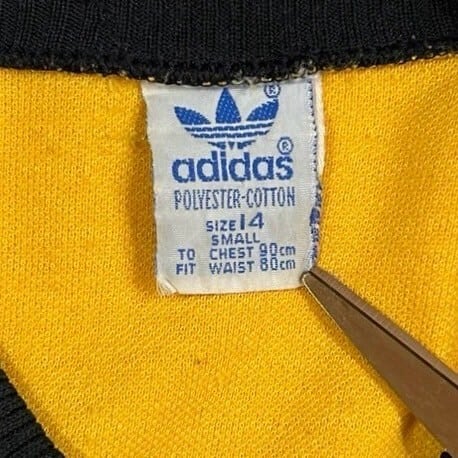 ®
adidas®
POLYESTER-COTTON
SIZE 14
SMALL
TO CHEST 90cm
FIT WAIST 80cm